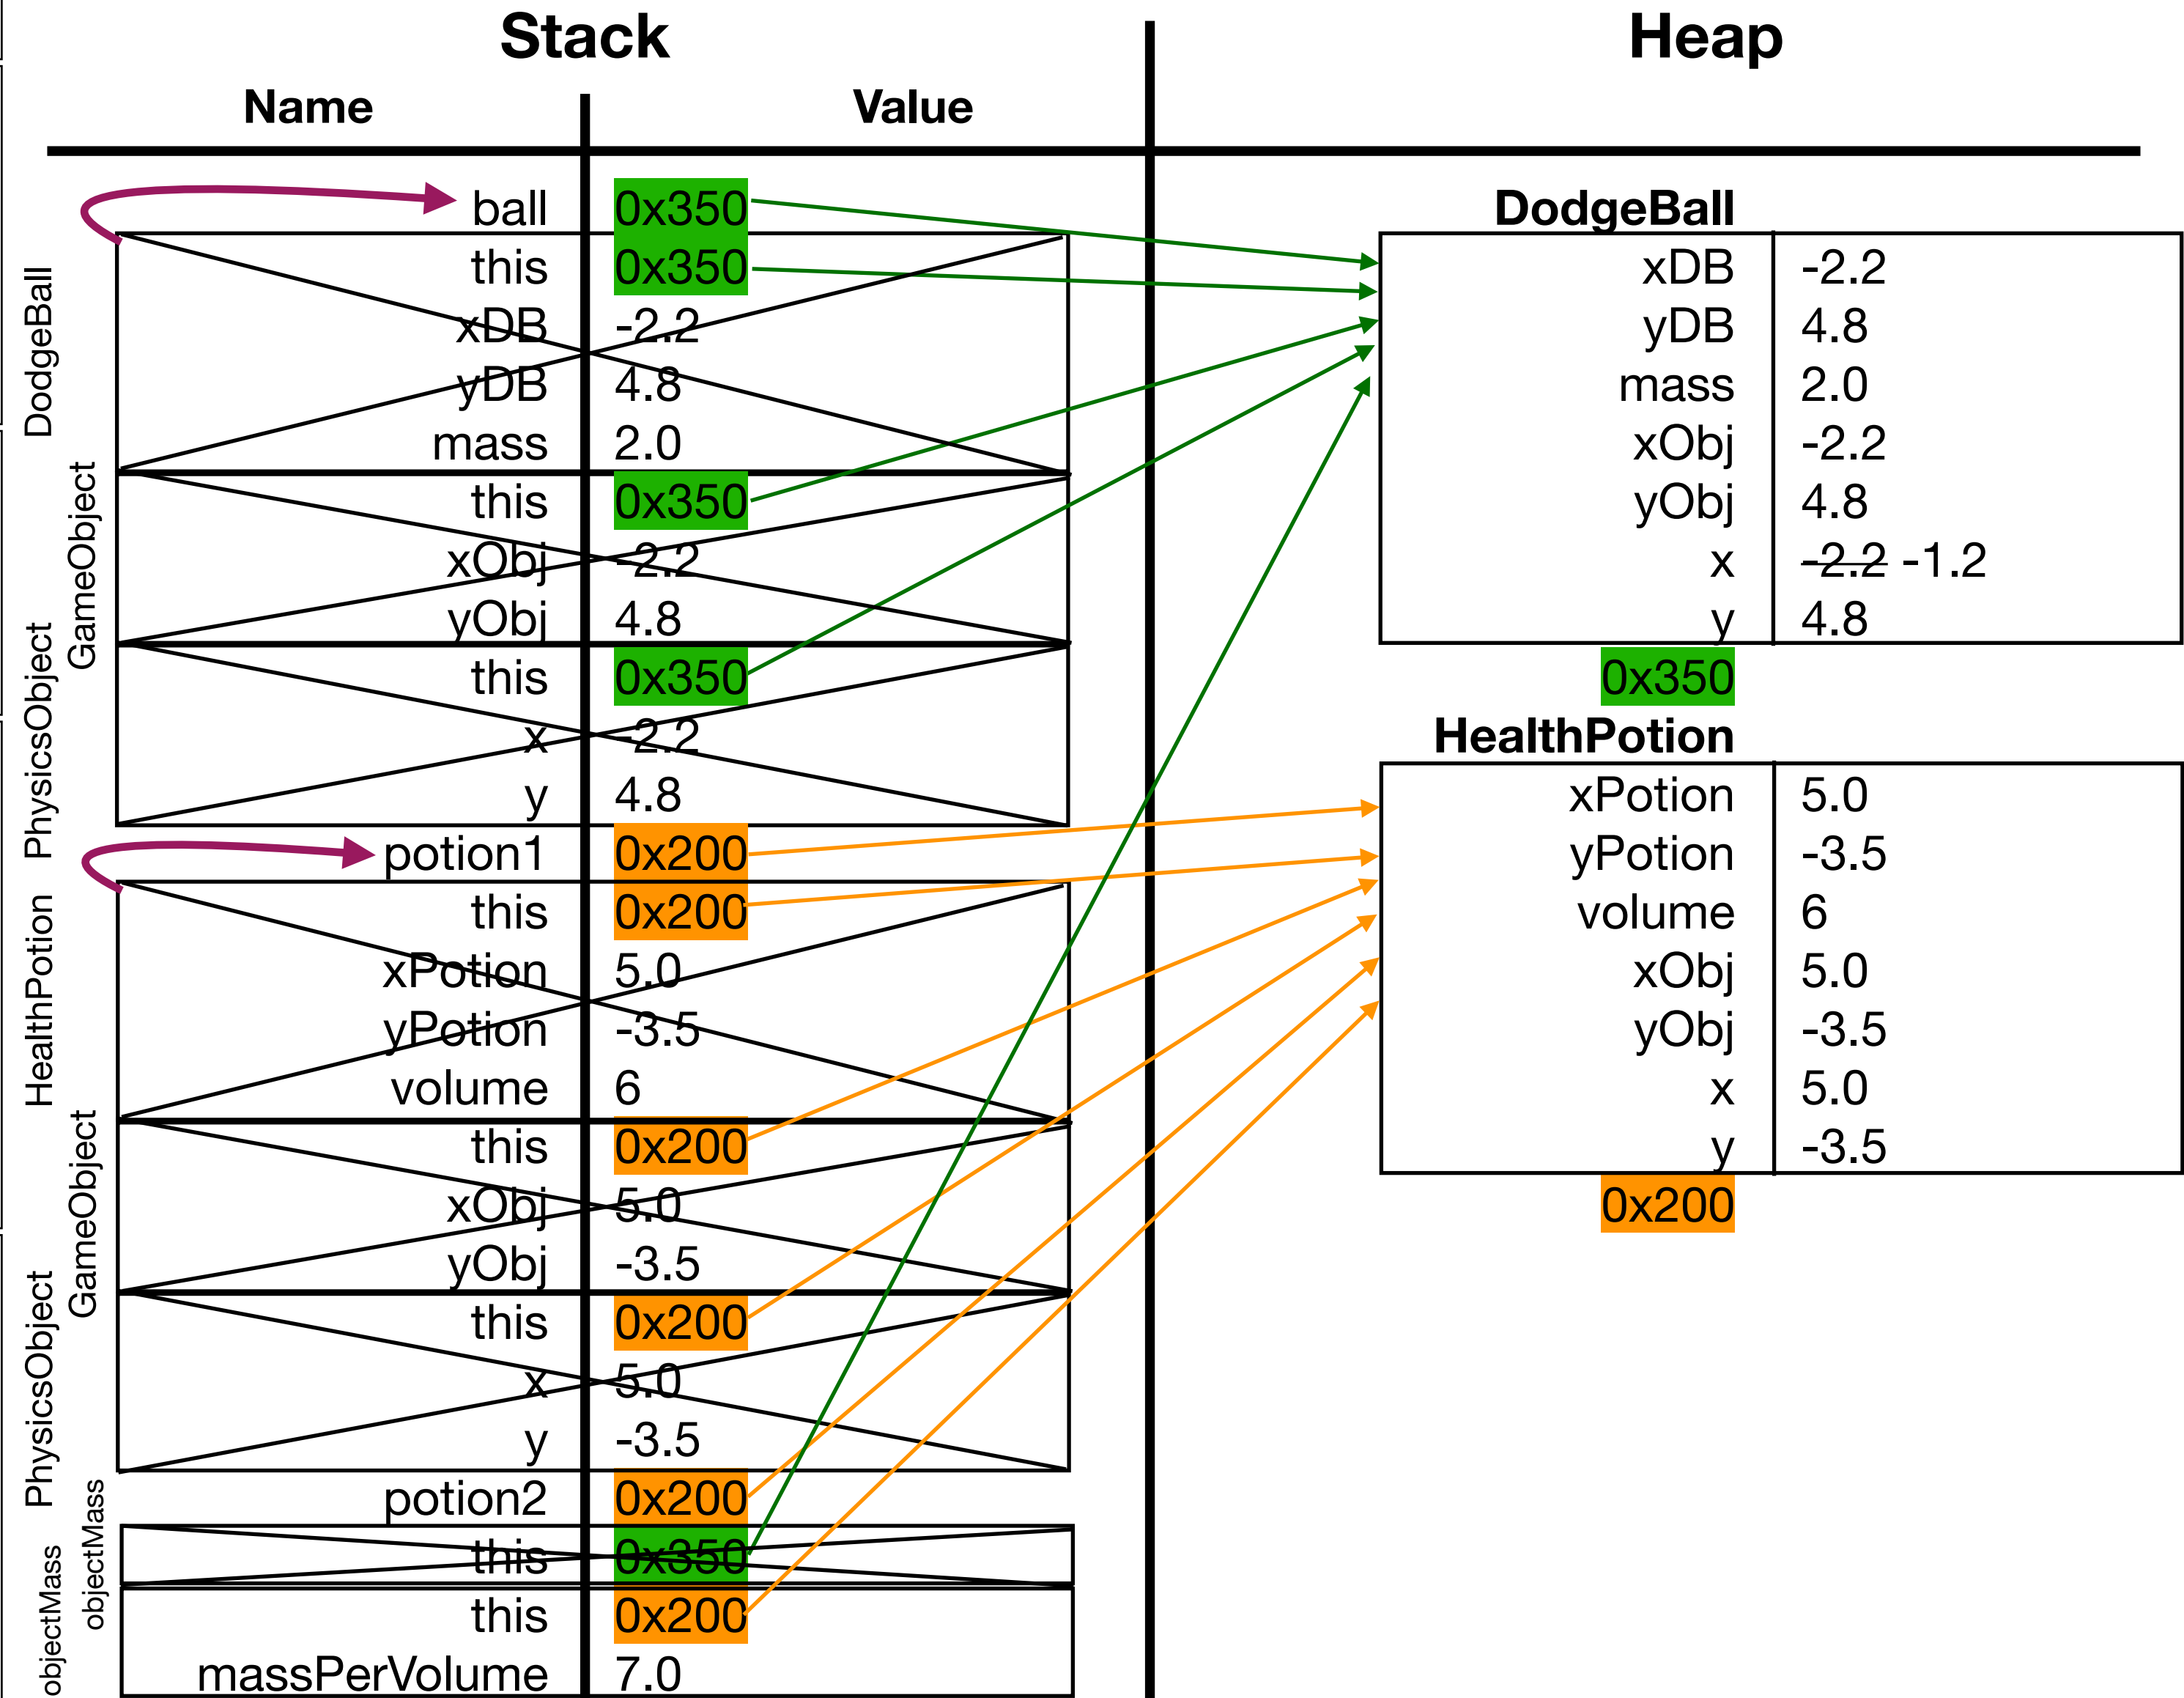 Stack
Heap
Name
Value
ball 0x350
this 0x350
xDB -2.2
yDB 4.8
mass 2.0
this 0x350
xObj -2.2
yObj 4.8
this 0x350
x -2.2
y 4.8
potion1 0x200
this 0x200
xPotion 5.0
yPotion -3.5
volume 6
this 0x200
xObj 5.0
yObj -3.5
this 0x200
x 5.0
y -3.5
potion2 0x200
this 0x350
this 0x200
massPerVolume 7.0
DodgeBall
GameObject
PhysicsObject
HealthPotion
GameObject
PhysicsObject
objectMass
objectMass
DodgeBall
xDB -2.2
yDB 4.8
mass 2.0
xObj -2.2
yObj 4.8
x -2.2 -1.2
y 4.8
0x350
HealthPotion
xPotion 5.0
yPotion -3.5
volume 6
xObj 5.0
yObj -3.5
x 5.0
y -3.5
0x200